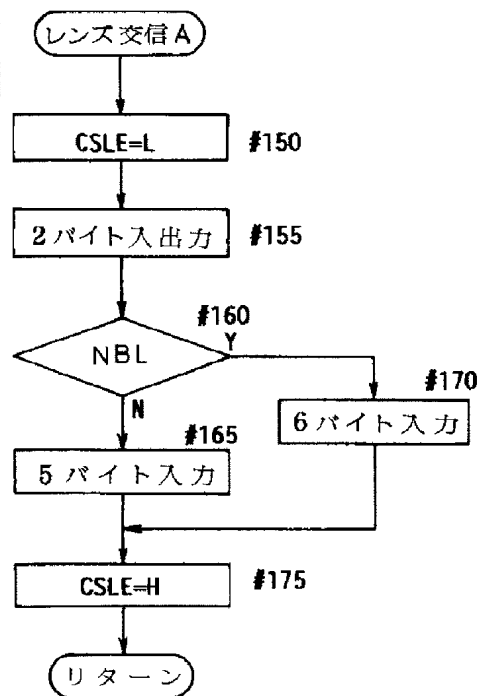 レンズ交信A
CSLE=L #150
2バイト入出力 #155
#160
NBL Y
#170
N
6バイト入力
#165
5バイト入力
CSLE=H #175
リターン